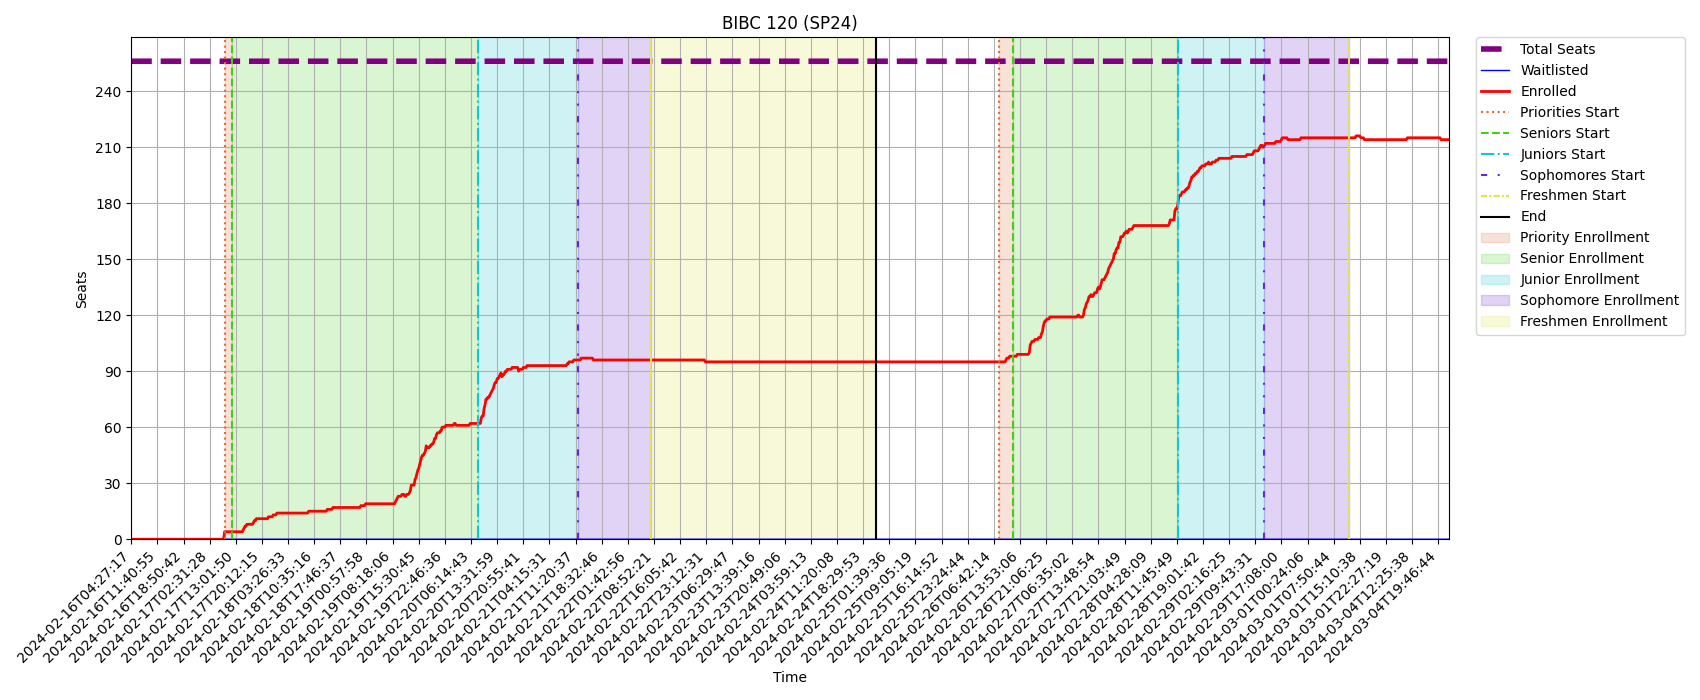 BIBC 120 (SP24)
Seats
240
210
180
150
120
90
60
30
0
2024-02-16T04:27:17
2024-02-16T11:40:55
2024-02-16T18:50:42
2024-02-17T02:31:28
2024-02-17T13:01:50
2024-02-17T20:12:15
2024-02-18T03:26:33
2024-02-18T10:35:16
2024-02-18T17:46:37
2024-02-19T00:57:58
2024-02-19T08:18:06
2024-02-19T15:30:45
2024-02-19T22:46:36
2024-02-20T06:14:43
2024-02-20T13:31:59
2024-02-20T20:55:41
2024-02-21T04:15:31
2024-02-21T11:20:37
2024-02-21T18:32:46
2024-02-22T01:42:56
2024-02-22T08:52:21
2024-02-22T16:05:42
2024-02-22T23:12:31
2024-02-23T06:29:47
2024-02-23T13:39:16
2024-02-23T20:49:06
2024-02-24T03:59:13
2024-02-24T11:20:08
2024-02-24T18:29:53
2024-02-25T01:39:36
2024-02-25T09:05:19
2024-02-25T16:14:52
2024-02-25T23:24:44
2024-02-26T06:42:14
2024-02-26T13:53:06
2024-02-26T21:06:25
2024-02-27T06:35:02
2024-02-27T13:48:54
2024-02-27T21:03:49
2024-02-28T04:28:09
2024-02-28T11:45:49
2024-02-28T19:01:42
2024-02-29T02:16:25
2024-02-29T09:43:31
2024-02-29T17:08:00
2024-03-01T00:24:06
2024-03-01T07:50:44
2024-03-01T15:10:38
2024-03-01T22:27:19
2024-03-04T12:25:38
2024-03-04T19:46:44
Time
Total Seats
Waitlisted
Enrolled
Priorities Start
Seniors Start
Juniors Start
Sophomores Start
Freshmen Start
End
Priority Enrollment
Senior Enrollment
Junior Enrollment
Sophomore Enrollment
Freshmen Enrollment